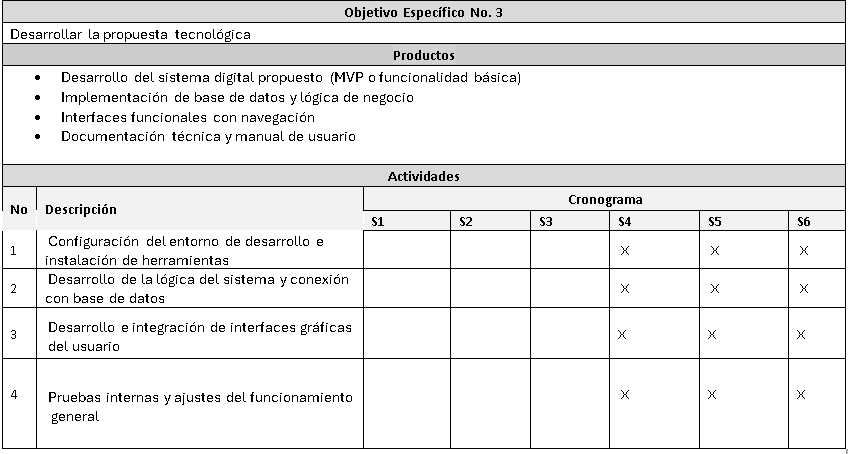 Objetivo Específico No. 3
Desarrollar la propuesta tecnológica
Productos
• Desarrollo del sistema digital propuesto (MVP o funcionalidad básica)
• Implementación de base de datos y lógica de negocio
• Interfaces funcionales con navegación
• Documentación técnica y manual de usuario
Actividades
No Descripción Cronograma
S1 S2 S3 S4 S5 S6
1 Configuración del entorno de desarrollo e
instalación de herramientas X X X
2 Desarrollo de la lógica del sistema y conexión
con base de datos X X X
3 Desarrollo e integración de interfaces gráficas
del usuario X X X
4 Pruebas internas y ajustes del funcionamiento
general X X X